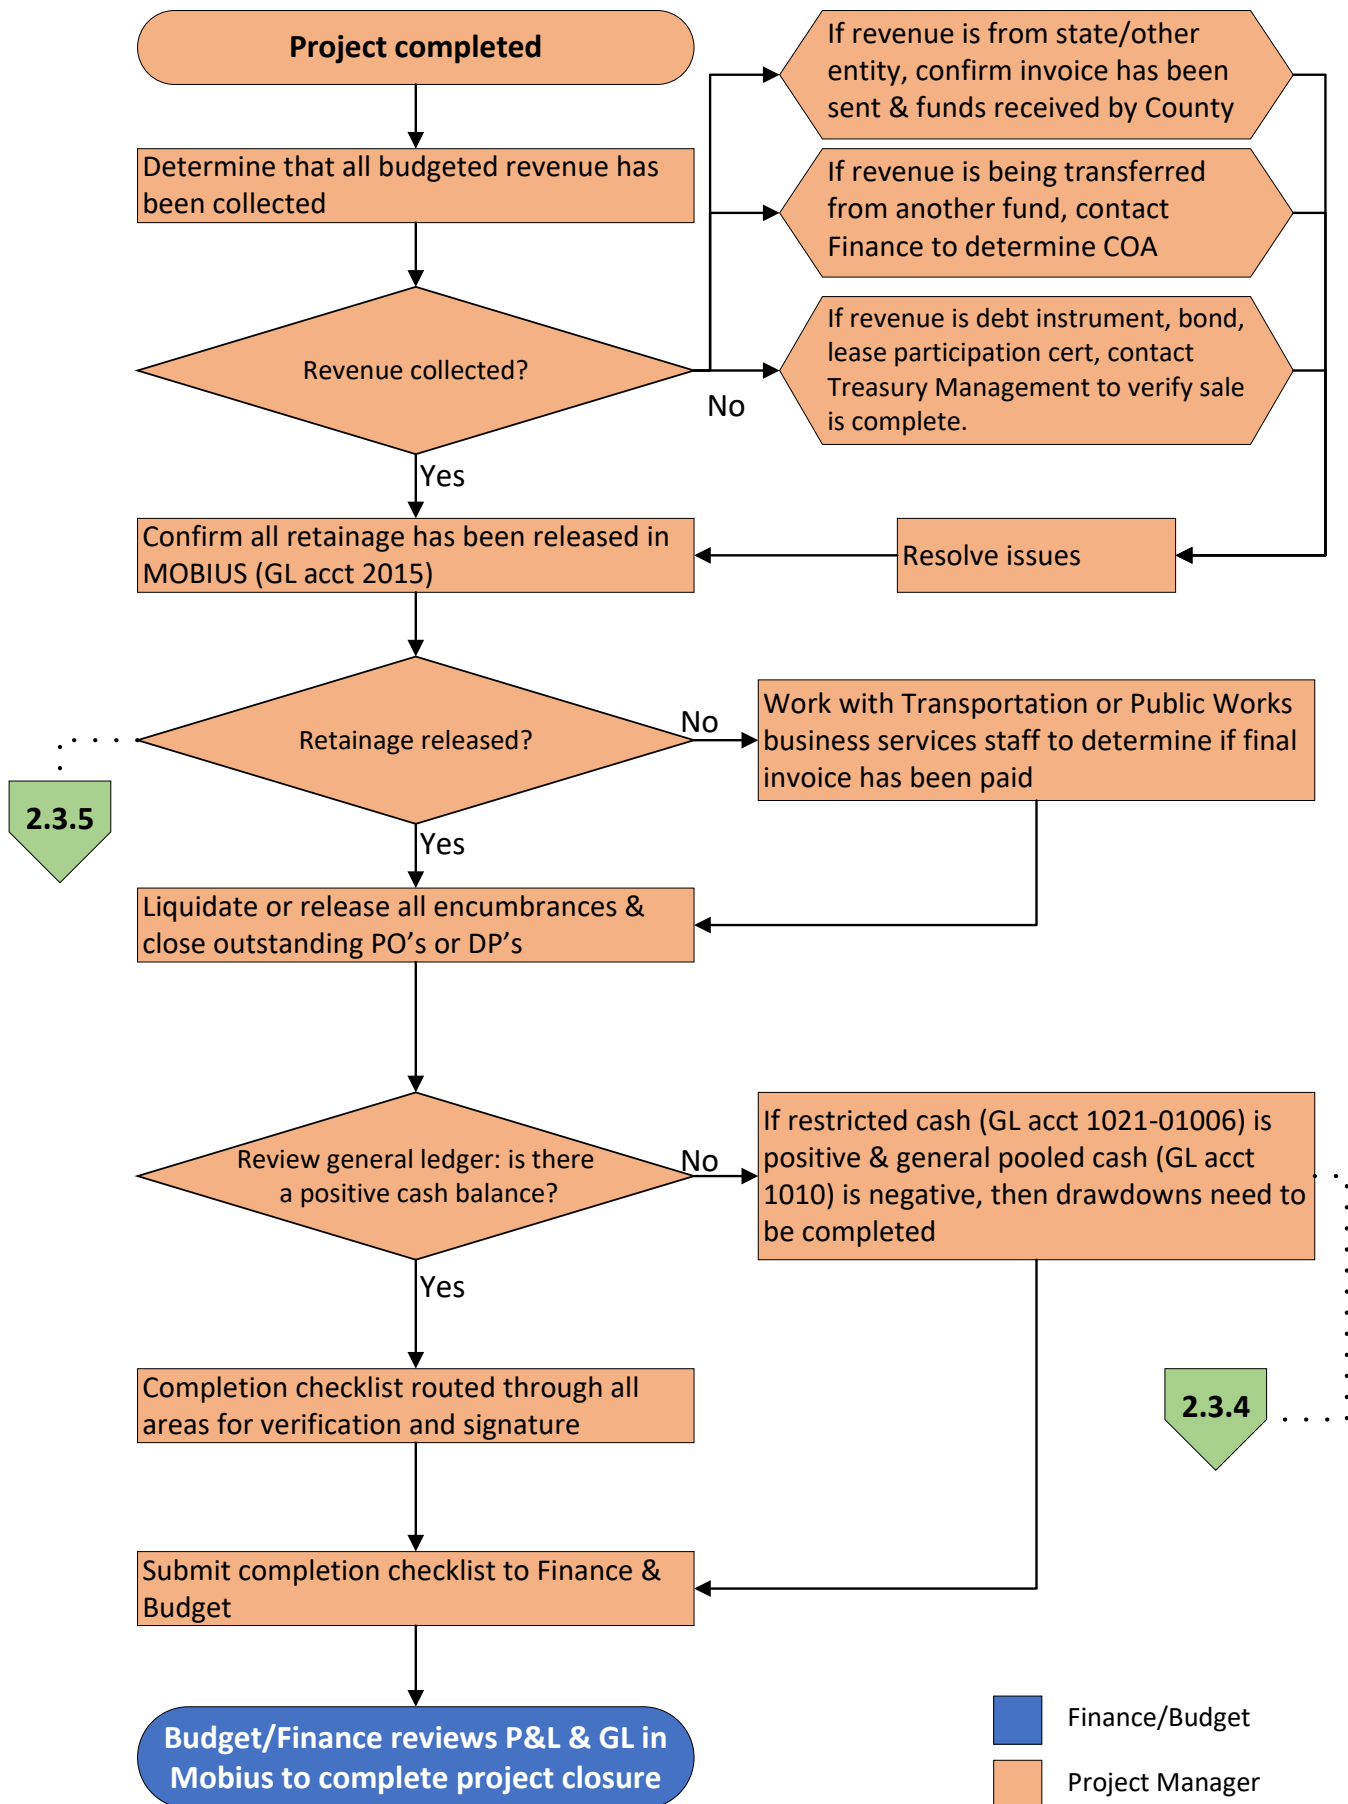 Project completed
If revenue is from state/other
entity, confirm invoice has been
sent & funds received by County
Determine that all budgeted revenue has
been collected
If revenue is being transferred
from another fund, contact
Finance to determine COA
Revenue collected?
If revenue is debt instrument, bond,
lease participation cert, contact
Treasury Management to verify sale
is complete.
No
Yes
Confirm all retainage has been released in
MOBIUS (GL acct 2015)
Resolve issues
Retainage released?
No
Work with Transportation or Public Works
business services staff to determine if final
invoice has been paid
2.3.5
Yes
Liquidate or release all encumbrances &
close outstanding PO’s or DP’s
Review general ledger: is there
a positive cash balance?
No
If restricted cash (GL acct 1021-01006) is
positive & general pooled cash (GL acct
1010) is negative, then drawdowns need to
be completed
Yes
Completion checklist routed through all
areas for verification and signature
2.3.4
Submit completion checklist to Finance &
Budget
Budget/Finance reviews P&L & GL in
Mobius to complete project closure
Finance/Budget
Project Manager